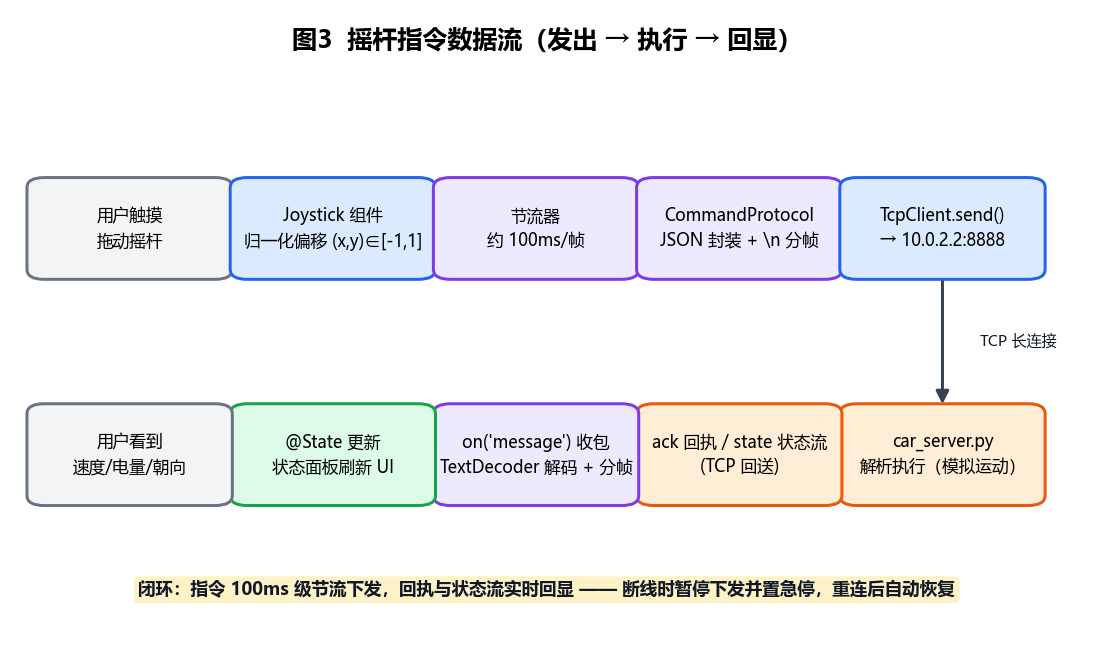 图3 摇杆指令数据流（发出 → 执行 → 回显）
用户触摸
拖动摇杆
Joystick 组件
归一化偏移 (x,y)∈[-1,1]
节流器
约 100ms/帧
CommandProtocol
JSON 封装 + \n 分帧
TcpClient.send()
→ 10.0.2.2:8888
TCP 长连接
用户看到
速度/电量/朝向
@State 更新
状态面板刷新 UI
on('message') 收包
TextDecoder 解码 + 分帧
ack 回执 / state 状态流
(TCP 回送)
car_server.py
解析执行（模拟运动）
闭环：指令 100ms 级节流下发，回执与状态流实时回显 —— 断线时暂停下发并置急停，重连后自动恢复